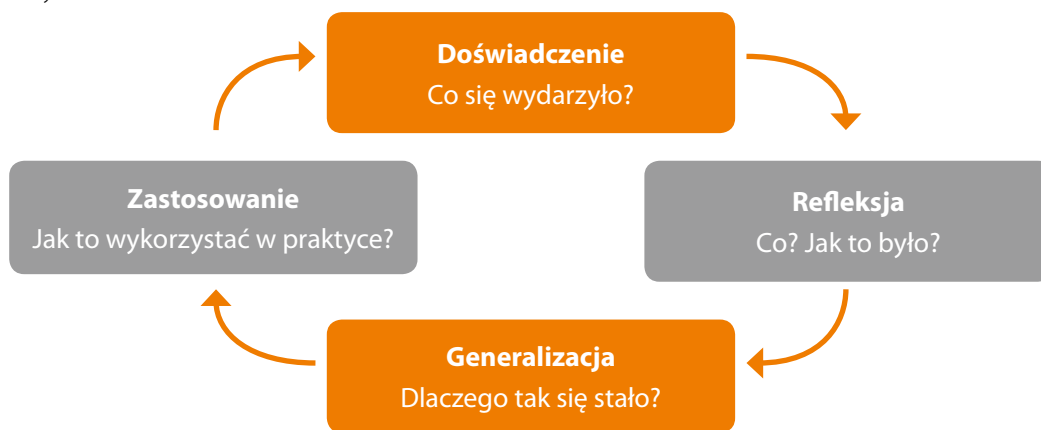 Doświadczenie
Co się wydarzyło?
Zastosowanie
Jak to wykorzystać w praktyce?
Refleksja
Co? Jak to było?
Generalizacja
Dlaczego tak się stało?